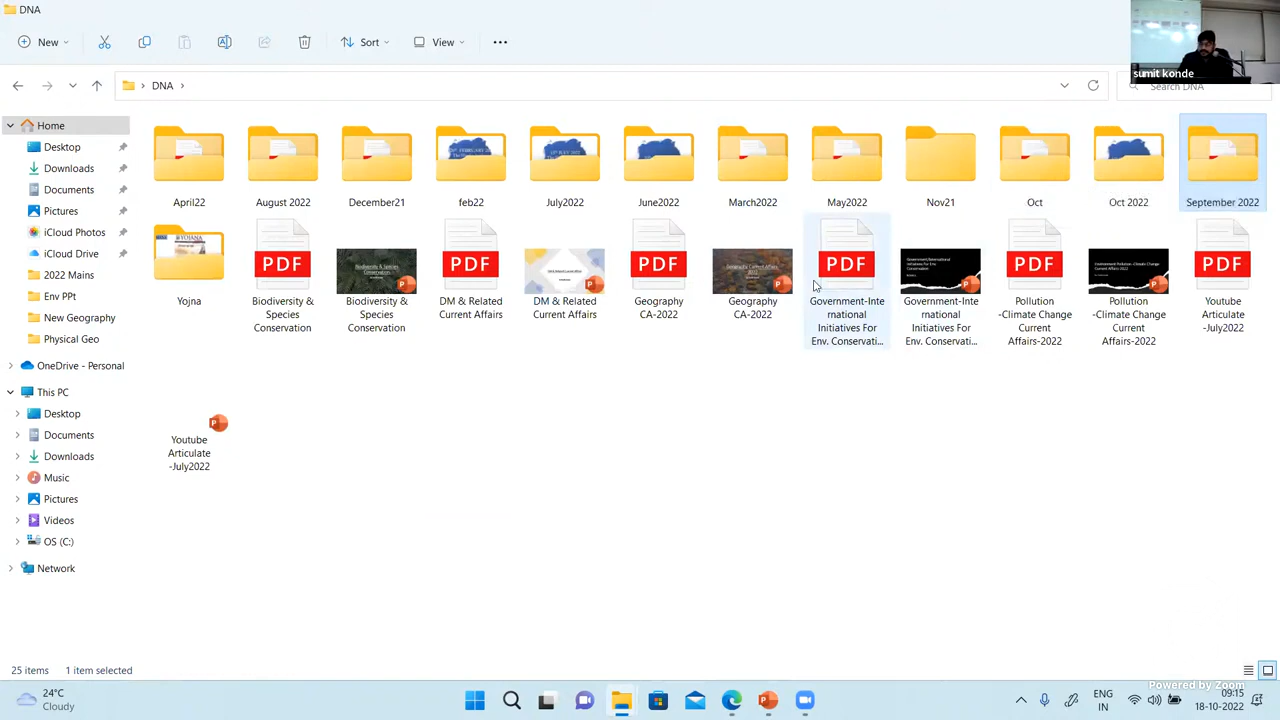 DNA
New
Sort
View
sumit konde
DNA
Search DNA
Home
Desktop
Downloads
Documents
Pictures
iCloud Photos
iCloud Drive
2022 Mains
Env PPt
New Geography
Physical Geo
OneDrive - Personal
This PC
Desktop
Documents
Downloads
Music
Pictures
Videos
OS (C:)
Network
April22
August 2022
December21
feb22
July2022
June2022
March2022
May2022
Nov21
Oct
Oct 2022
September 2022
YOJANA
Yojna
PDF
Biodiversity &
Species
Conservation
Biodiversity &
Species
Conservation
PDF
DM & Related
Current Affairs
DM & Related
Current Affairs
PDF
Geography
CA-2022
Geography
CA-2022
PDF
Government-Inte
rnational
Initiatives For
Env. Conservati...
Government-Inte
rnational
Initiatives For
Env. Conservati...
PDF
Pollution
-Climate Change
Current
Affairs-2022
Pollution
-Climate Change
Current
Affairs-2022
PDF
Youtube
Articulate
-July2022
Youtube
Articulate
-July2022
25 items
1 item selected
24°C
Cloudy
Powered by Zoom
ENG
IN
09:15
18-10-2022